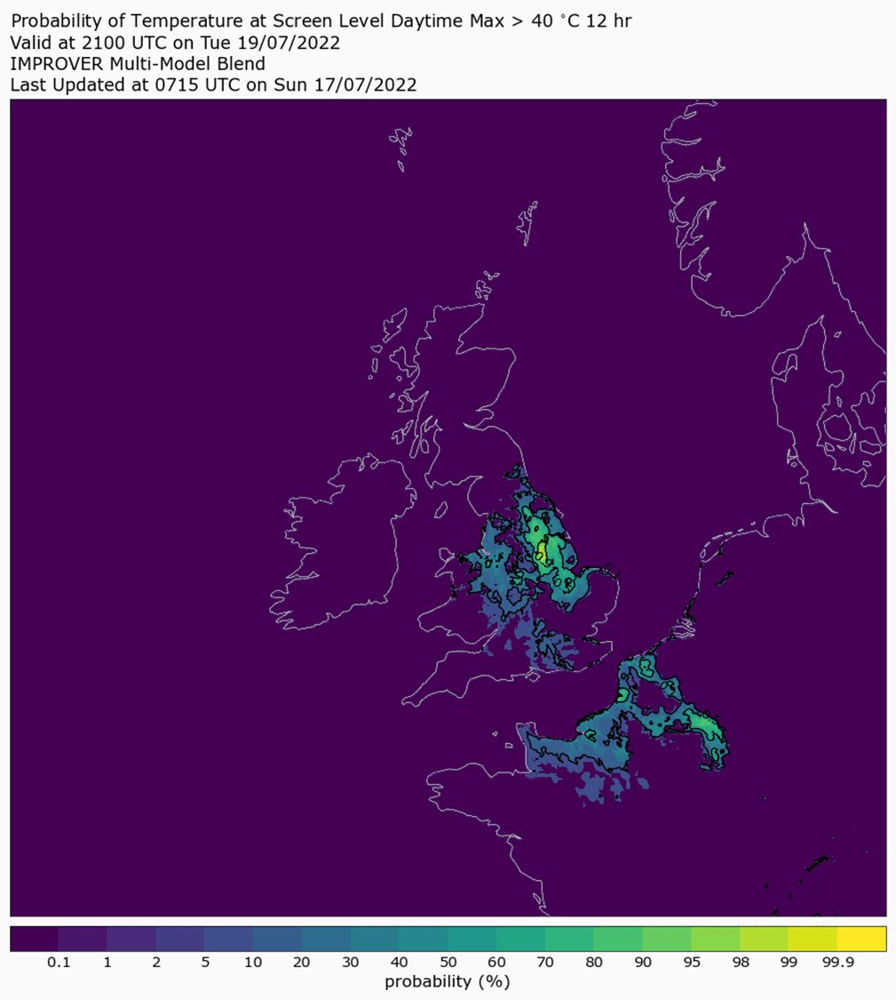 Probability of Temperature at Screen Level Daytime Max > 40 °C 12 hr
Valid at 2100 UTC on Tue 19/07/2022
IMPROVER Multi-Model Blend
Last Updated at 0715 UTC on Sun 17/07/2022
0.1 1 2 5 10 20 30 40 50 60 70 80 90 95 98 99 99.9
probability (%)